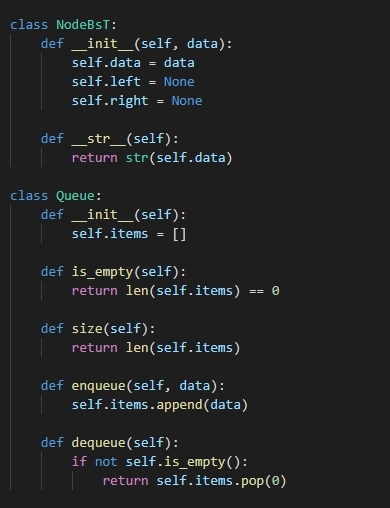 class NodeBsT:
    def __init__(self, data):
        self.data = data
        self.left = None
        self.right = None

    def __str__(self):
        return str(self.data)

class Queue:
    def __init__(self):
        self.items = []

    def is_empty(self):
        return len(self.items) == 0

    def size(self):
        return len(self.items)

    def enqueue(self, data):
        self.items.append(data)

    def dequeue(self):
        if not self.is_empty():
            return self.items.pop(0)